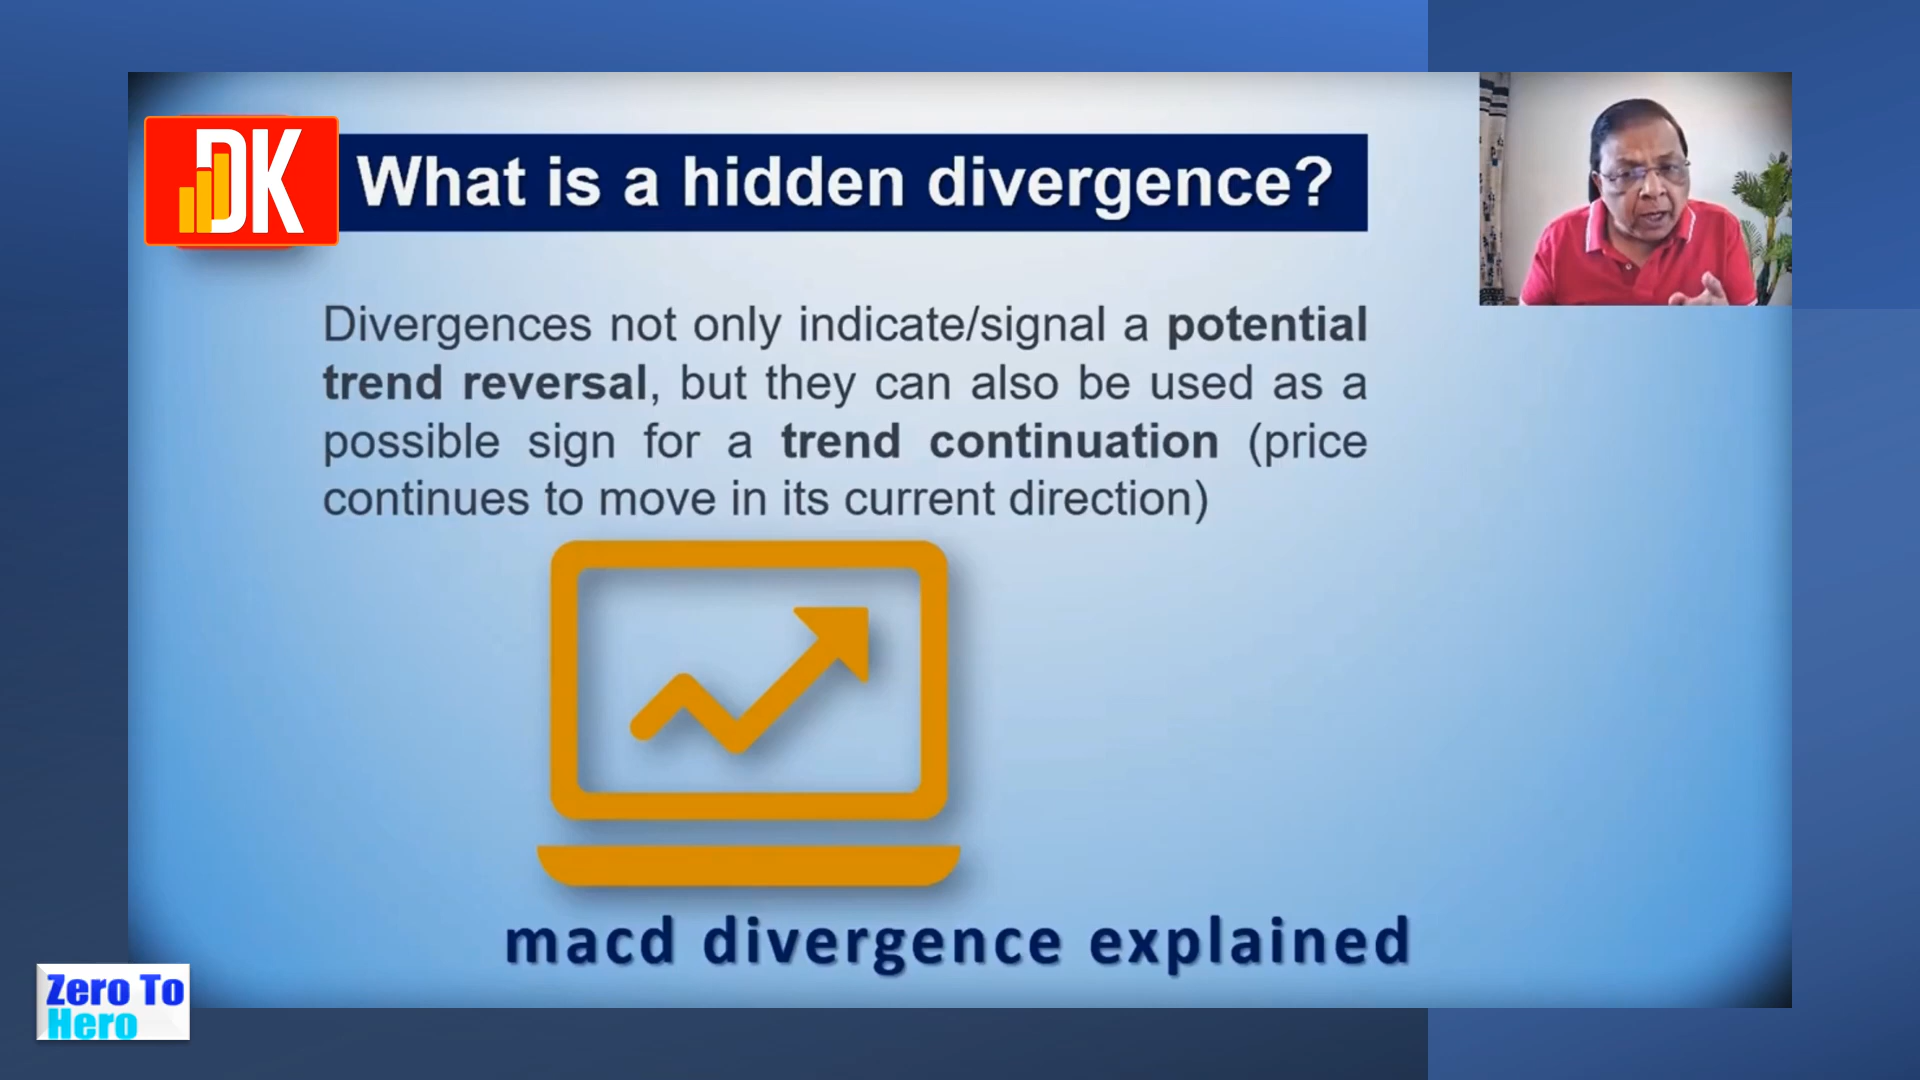 DK
What is a hidden divergence?
Divergences not only indicate/signal a potential
trend reversal, but they can also be used as a
possible sign for a trend continuation (price
continues to move in its current direction)
macd divergence explained
Zero To
Hero